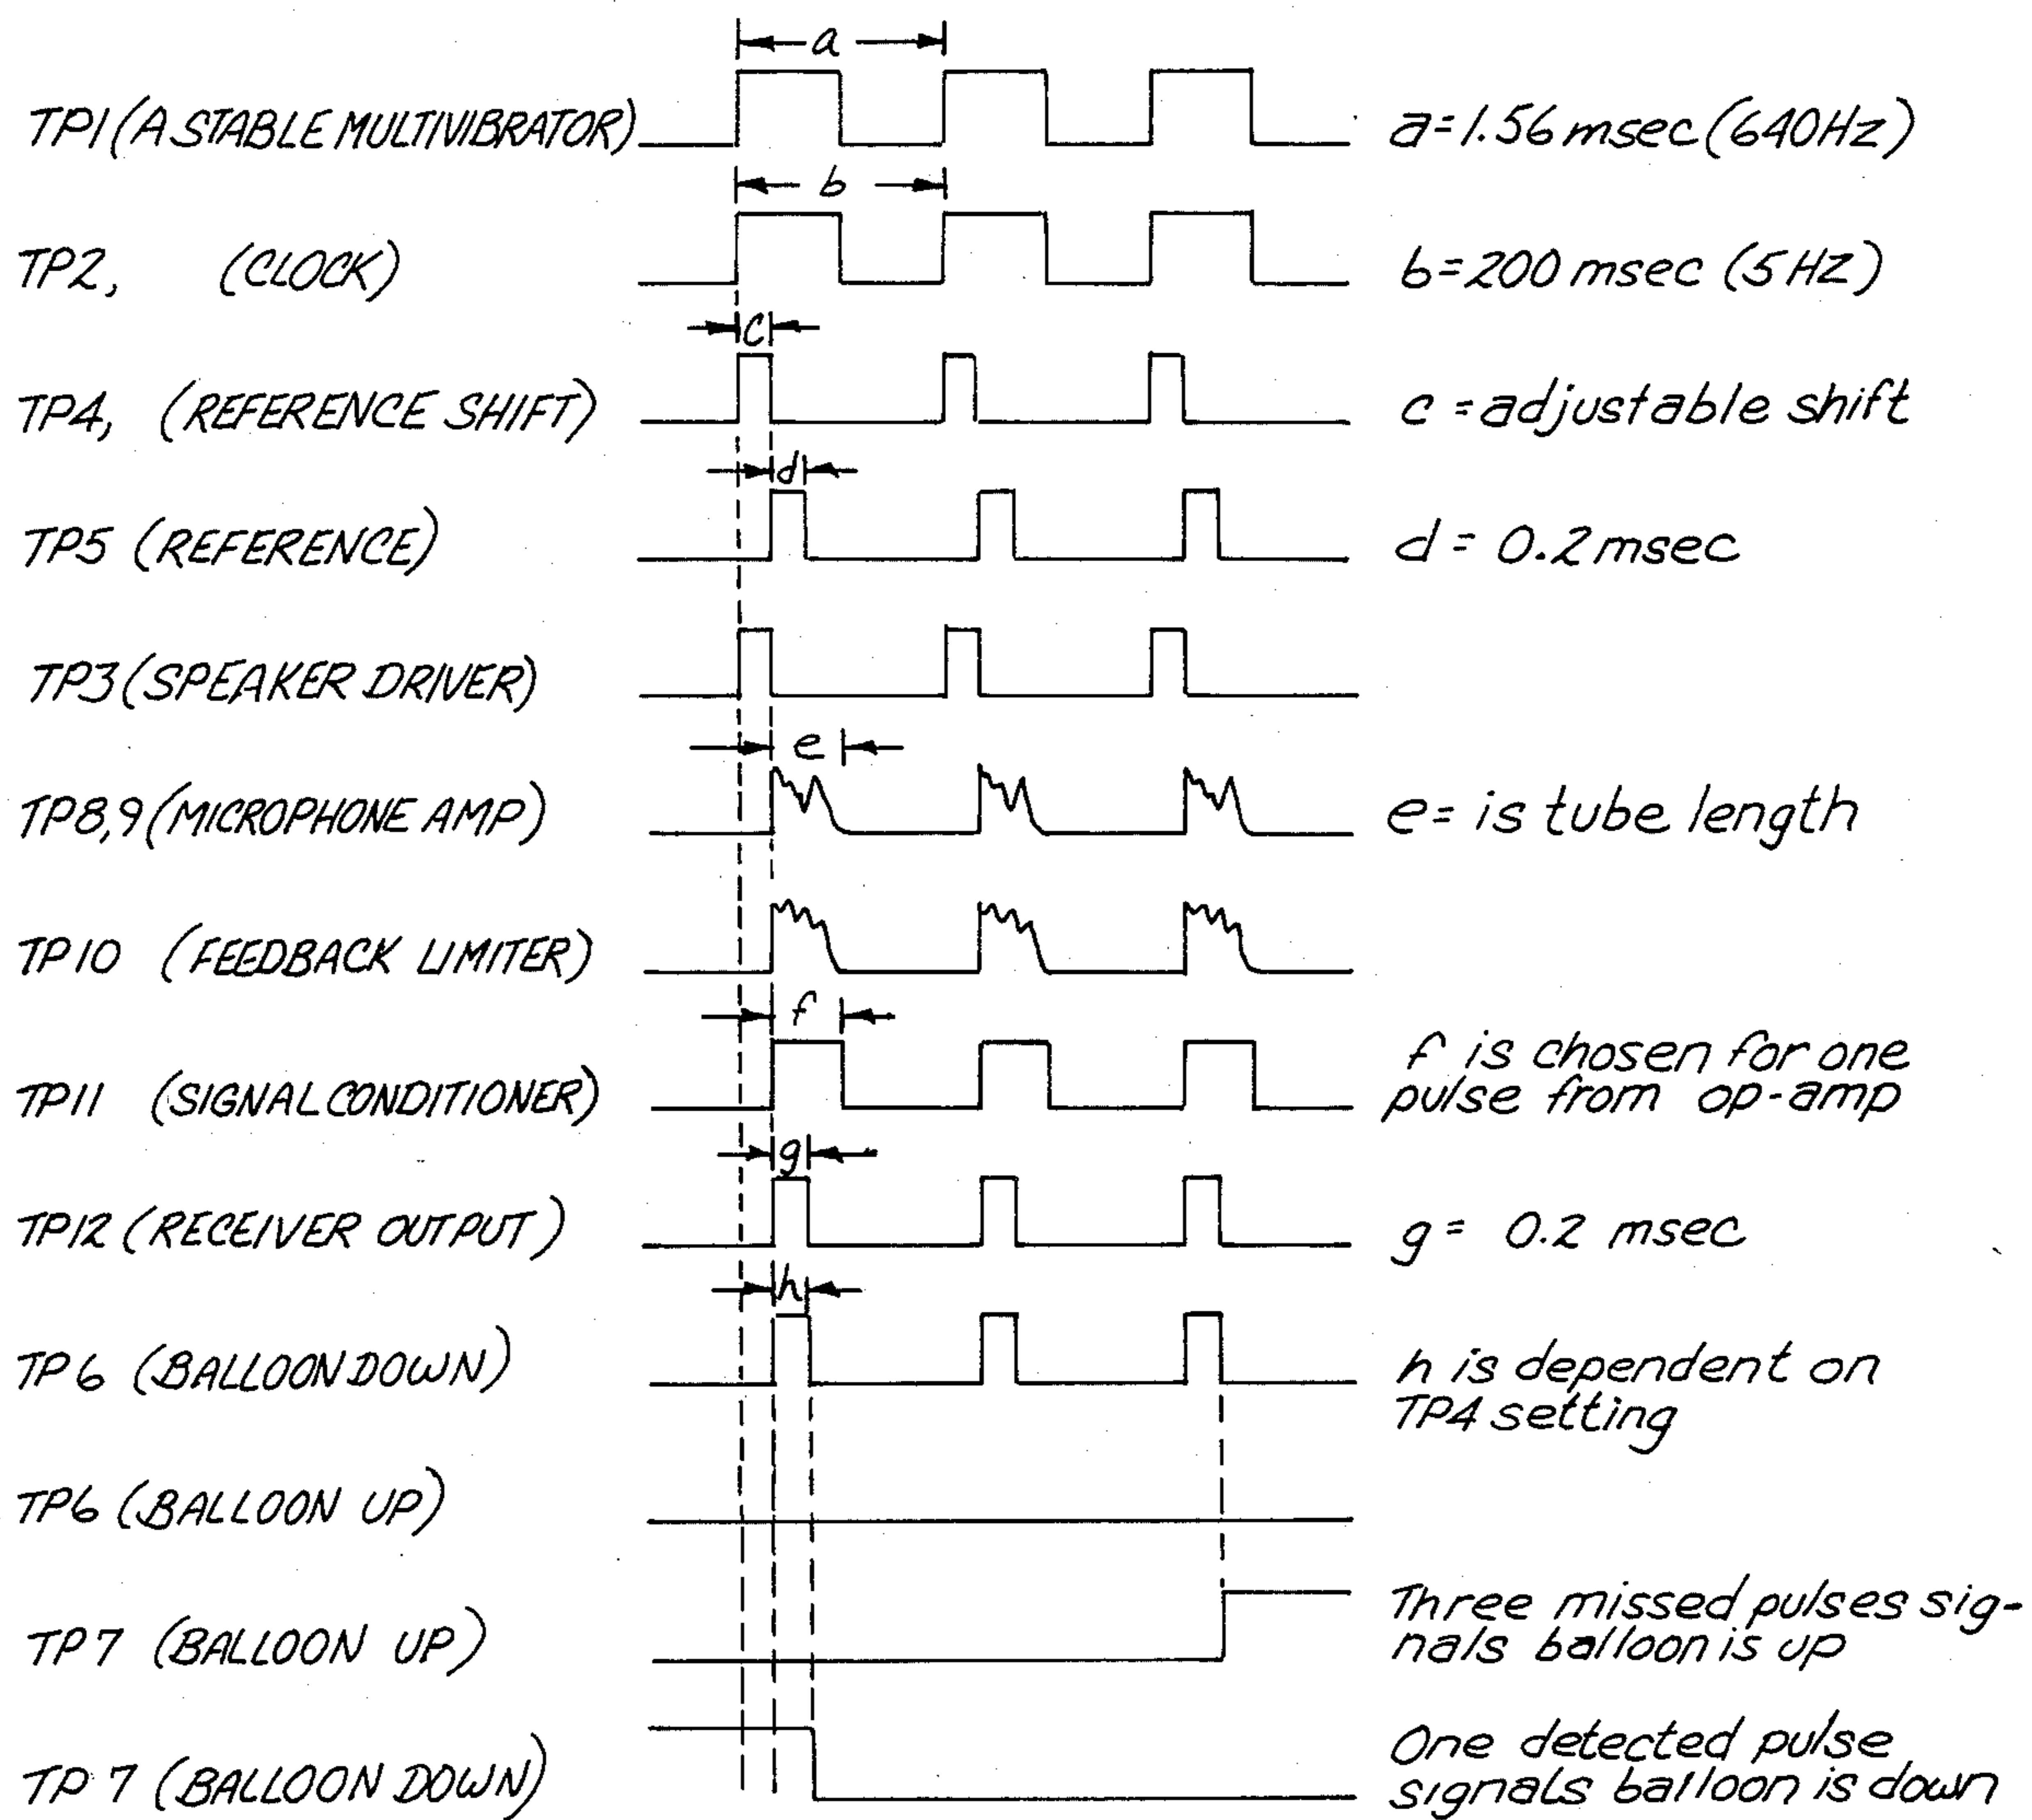 a
TP1 (A STABLE MULTIVIBRATOR) a=1.56 msec (640Hz)
b
TP2, (CLOCK) b=200 msec (5 HZ)
c
TP4, (REFERENCE SHIFT) c = adjustable shift
d
TP5 (REFERENCE) d = 0.2 msec
TP3 (SPEAKER DRIVER)
e
TP8,9 (MICROPHONE AMP) e= is tube length
TP10 (FEEDBACK LIMITER)
f
f is chosen for one
TP11 (SIGNAL CONDITIONER) pulse from op-amp
g
TP12 (RECEIVER OUTPUT) g= 0.2 msec
h
TP6 (BALLOON DOWN) h is dependent on
TP4 setting
TP6 (BALLOON UP)
Three missed pulses sig-
TP7 (BALLOON UP) nals balloon is up
One detected pulse
TP7 (BALLOON DOWN) signals balloon is down